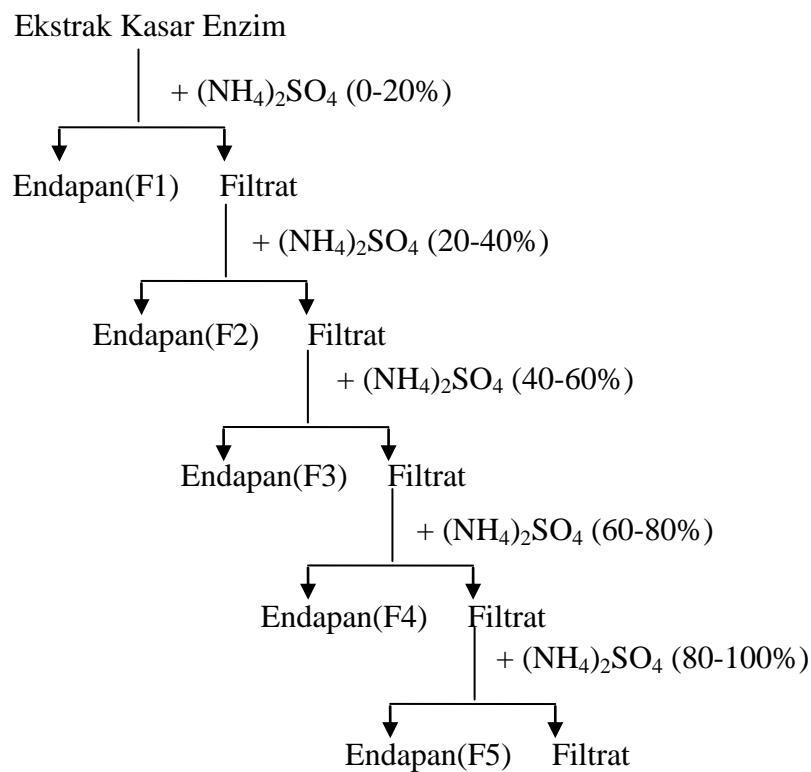 Ekstrak Kasar Enzim
+ (NH₄)₂SO₄ (0-20%)
Endapan(F1) Filtrat
+ (NH₄)₂SO₄ (20-40%)
Endapan(F2) Filtrat
+ (NH₄)₂SO₄ (40-60%)
Endapan(F3) Filtrat
+ (NH₄)₂SO₄ (60-80%)
Endapan(F4) Filtrat
+ (NH₄)₂SO₄ (80-100%)
Endapan(F5) Filtrat